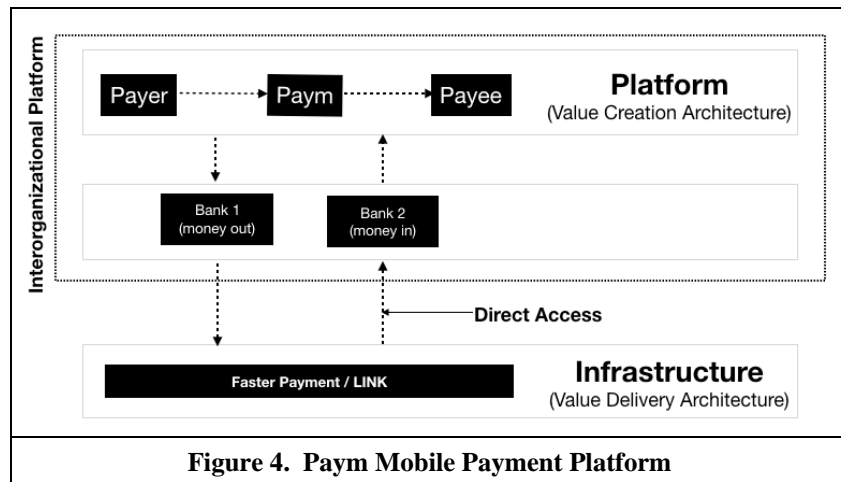 Interorganizational Platform
Payer
Paym
Payee
Platform
(Value Creation Architecture)
Bank 1
(money out)
Bank 2
(money in)
Direct Access
Faster Payment / LINK
Infrastructure
(Value Delivery Architecture)
Figure 4. Paym Mobile Payment Platform